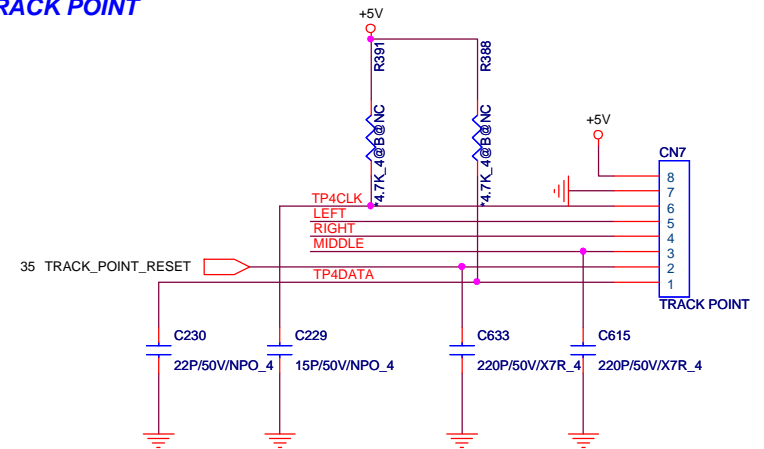 RACK POINT
+5V
R391
R388
*4.7K_4@B@NC
*4.7K_4@B@NC
+5V
CN7
8
7
TP4CLK
6
LEFT
5
RIGHT
4
MIDDLE
3
35 TRACK_POINT_RESET
2
TP4DATA
1
TRACK POINT
C230
C229
C633
C615
22P/50V/NPO_4
15P/50V/NPO_4
220P/50V/X7R_4
220P/50V/X7R_4